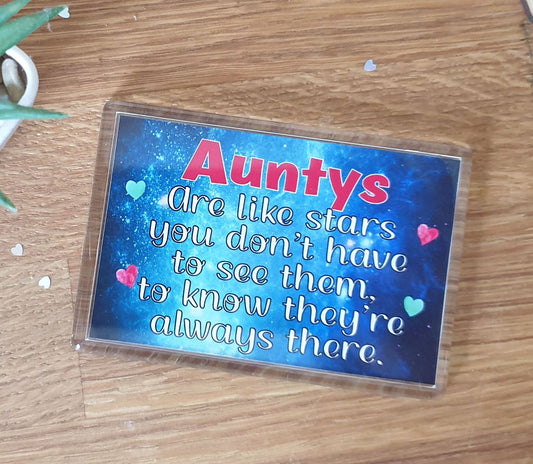 Auntys
Are like stars
you don't have
to see them,
to know they're
always there.